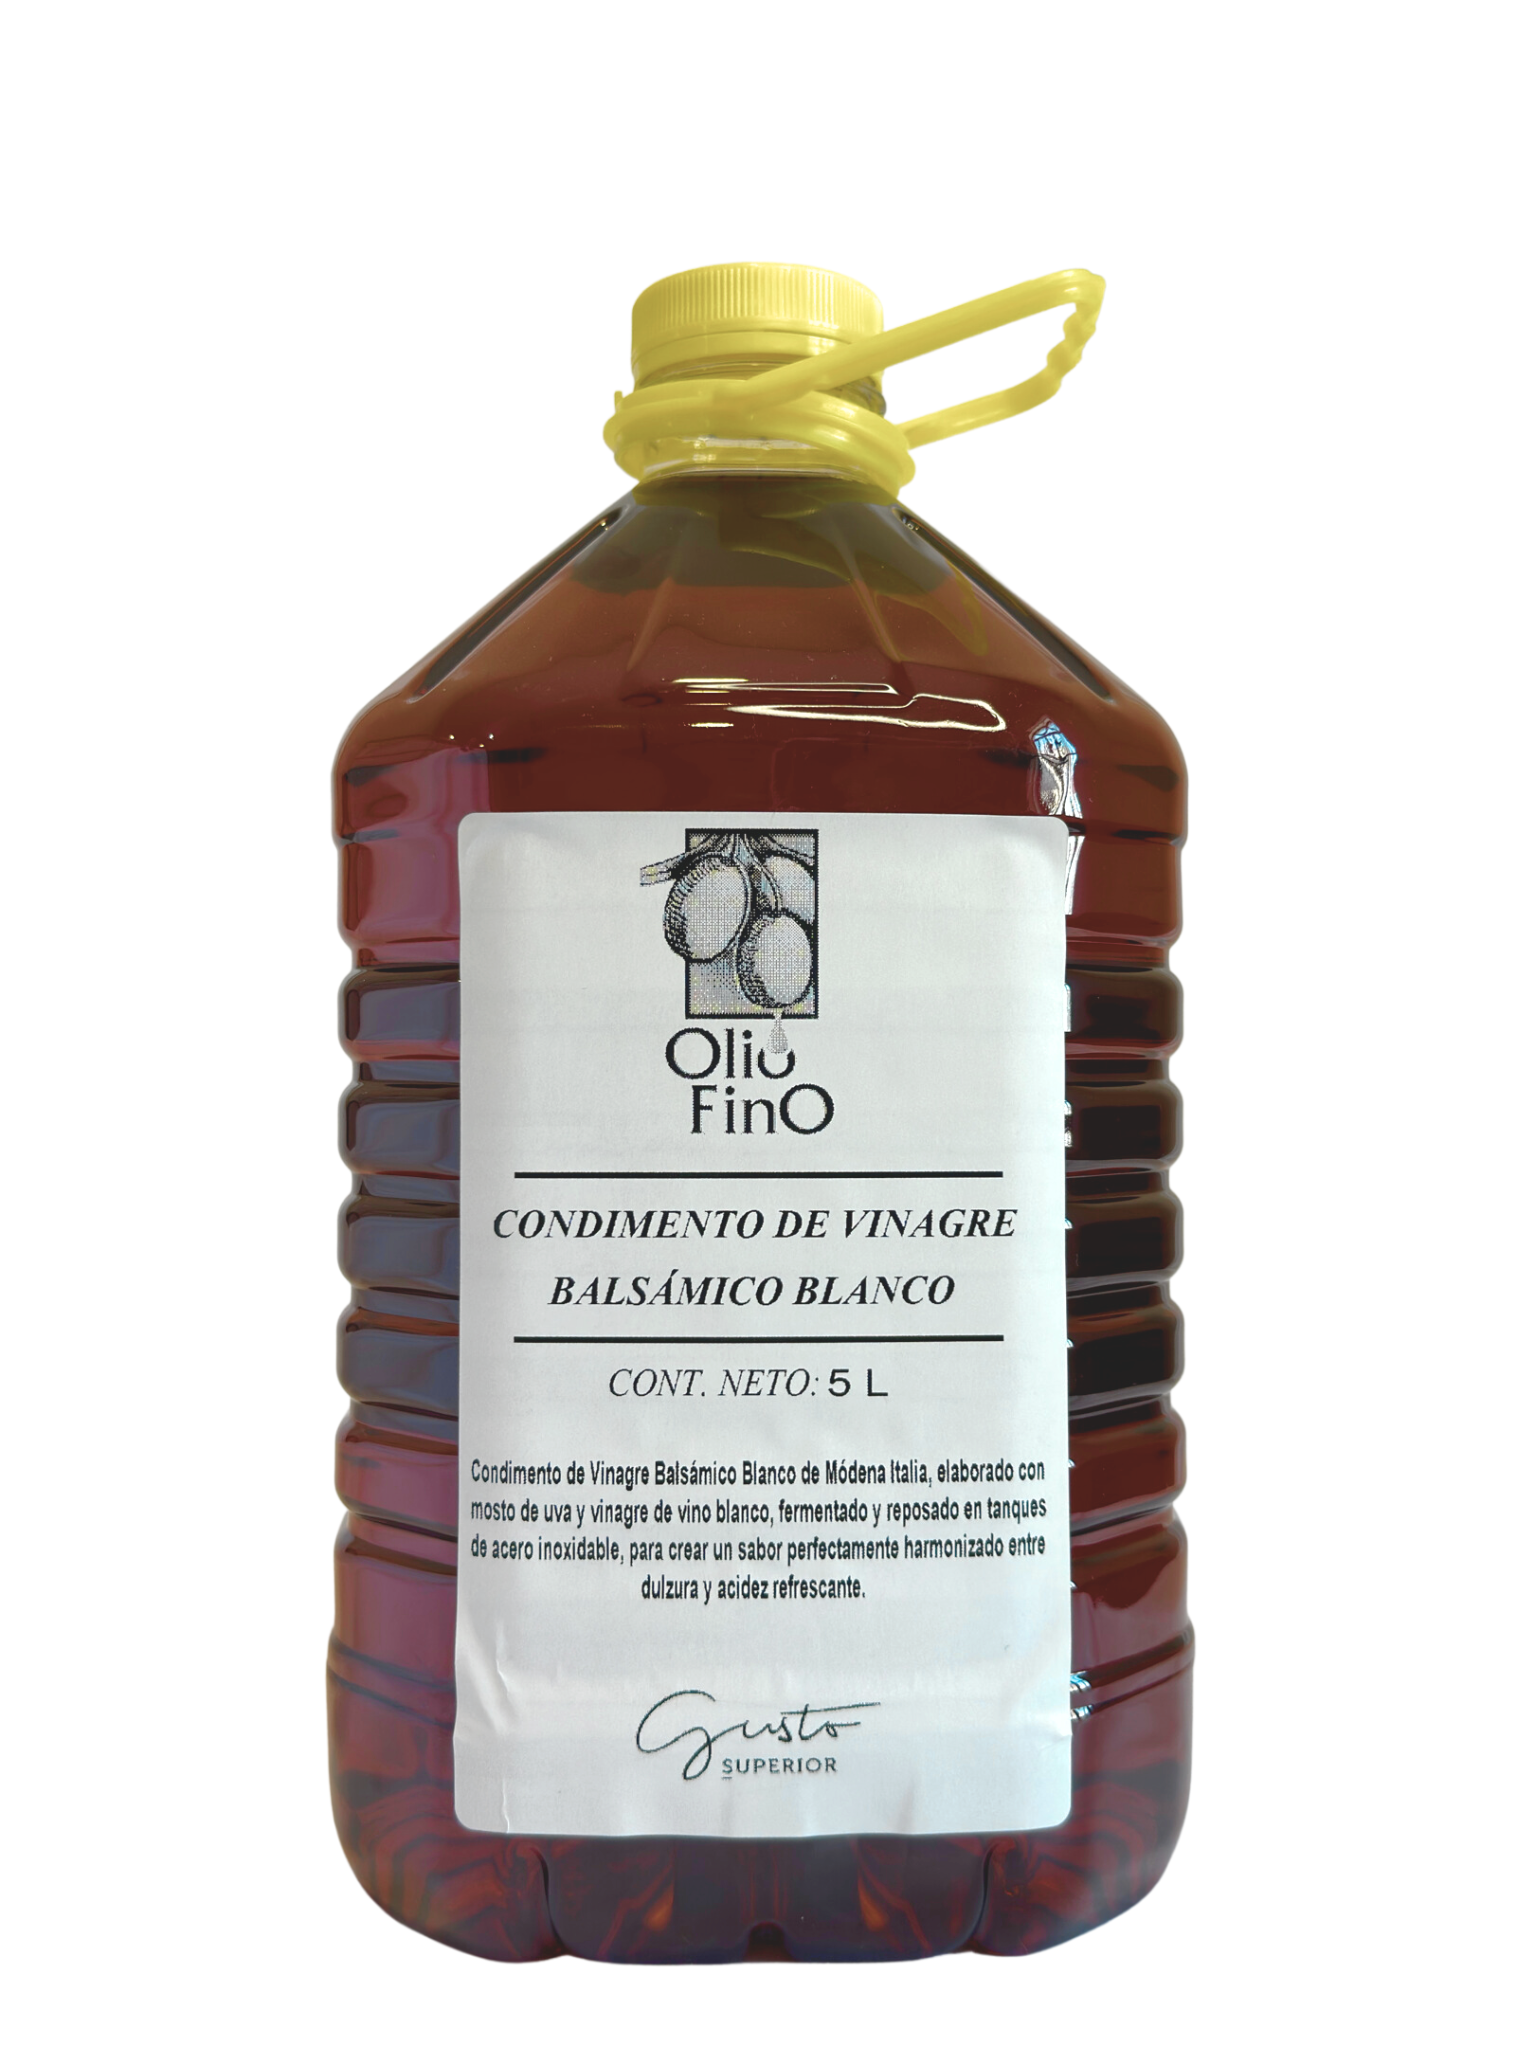 Olio
FinO
CONDIMENTO DE VINAGRE
BALSÁMICO BLANCO
CONT. NETO: 5 L
Condimento de Vinagre Balsámico Blanco de Módena Italia, elaborado con
mosto de uva y vinagre de vino blanco, fermentado y reposado en tanques
de acero inoxidable, para crear un sabor perfectamente harmonizado entre
dulzura y acidez refrescante.
Gusto
SUPERIOR